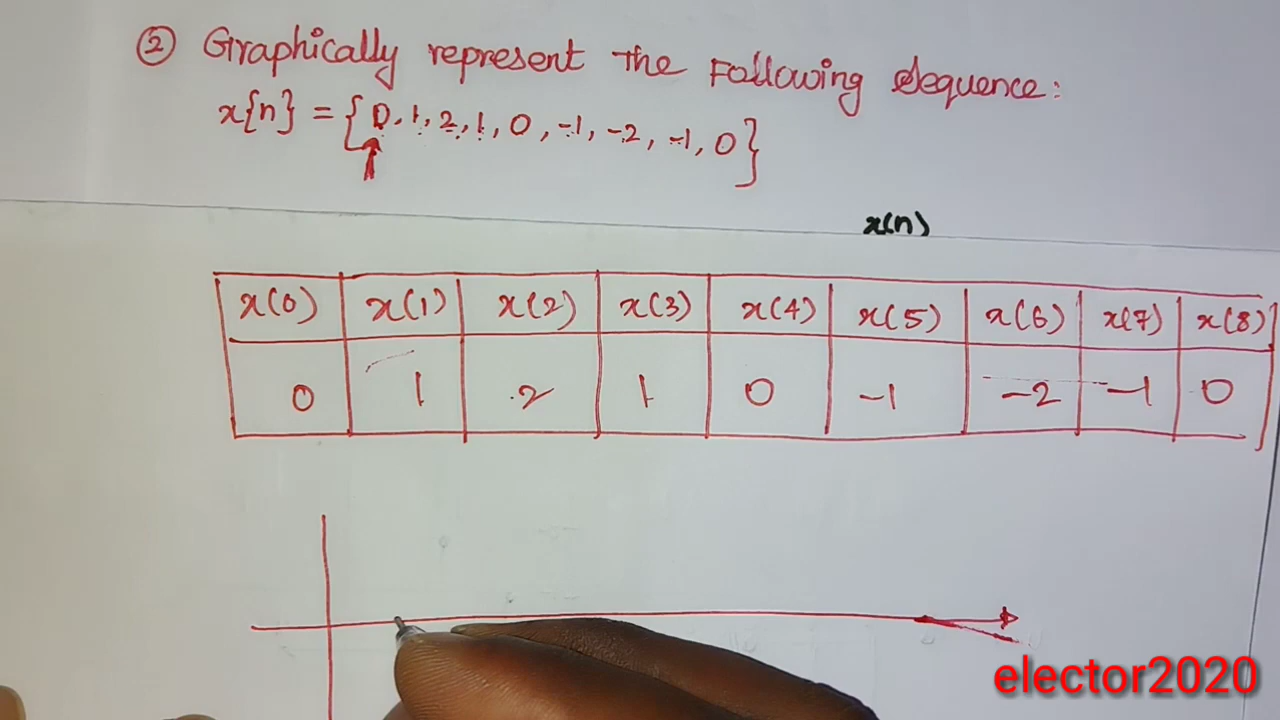 ② Graphically represent the Following Sequence:
x{n} = {0, 1, 2, 1, 0, -1, -2, -1, 0}
↑
x(n)
x(0) x(1) x(2) x(3) x(4) x(5) x(6) x(7) x(8)
0 1 2 1 0 -1 -2 -1 0
elector2020